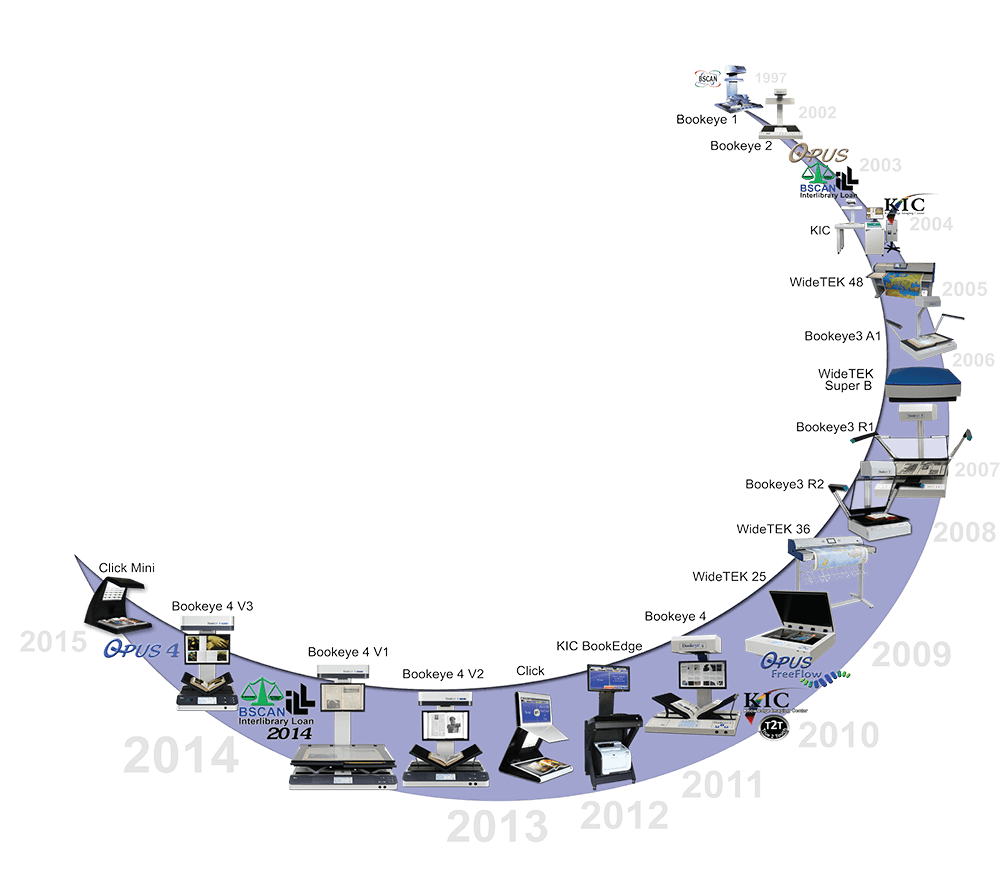 BSCAN
1997
Bookeye 1
2002
Bookeye 2
OPUS
2003
BSCAN ILL
Interlibrary Loan
KIC
2004
KIC
WideTEK 48
2005
Bookeye3 A1
2006
WideTEK
Super B
Bookeye3 R1
2007
Bookeye3 R2
2008
WideTEK 36
WideTEK 25
2009
OPUS
FreeFlow
Bookeye 4
KIC
T2T
2010
2011
KIC BookEdge
2012
Click
2013
Bookeye 4 V2
Bookeye 4 V1
BSCAN ILL
Interlibrary Loan
2014
2014
Bookeye 4 V3
OPUS 4
Click Mini
2015